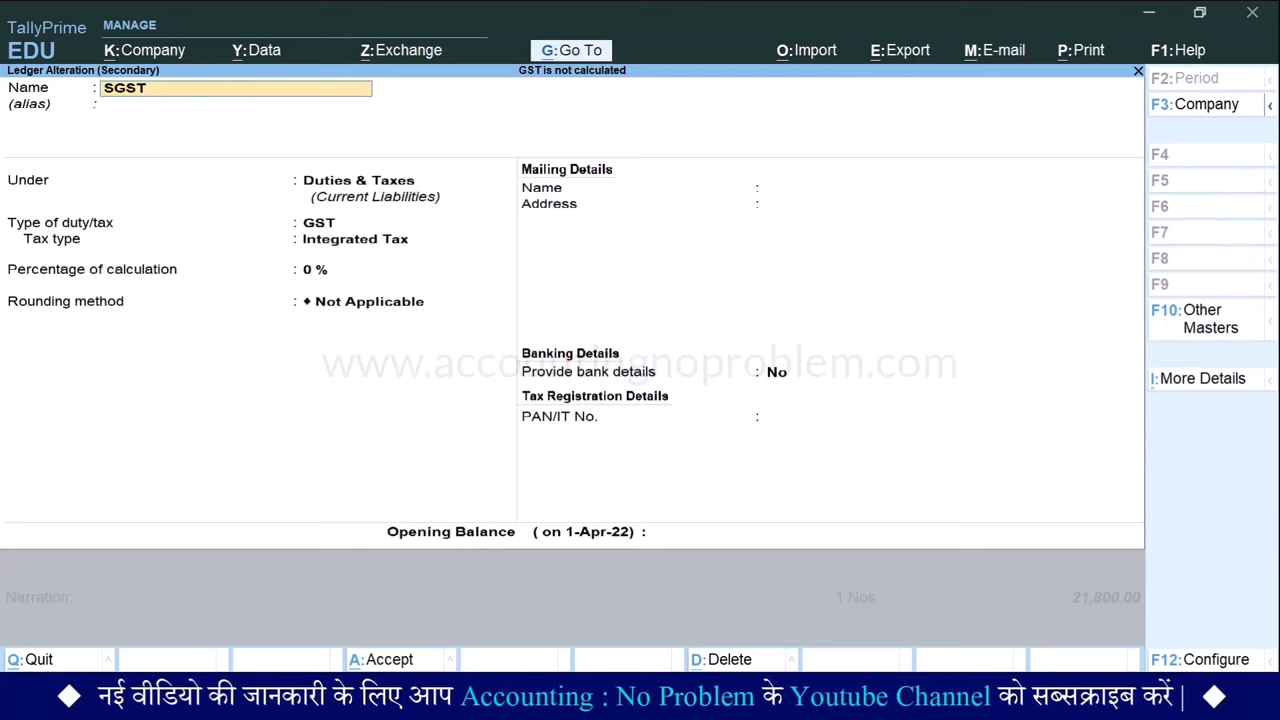 MANAGE
TallyPrime
EDU
K:Company Y:Data Z:Exchange G:Go To O:Import E:Export M:E-mail P:Print F1:Help
Ledger Alteration (Secondary) GST is not calculated
F2:Period
Name : SGST
(alias) :
F3:Company
F4
Mailing Details
Under : Duties & Taxes
(Current Liabilities)
Name :
Address :
F5
F6
Type of duty/tax : GST
Tax type : Integrated Tax
F7
F8
Percentage of calculation : 0 %
F9
Rounding method : ♦ Not Applicable
F10:Other
Masters
www.accountingnoproblem.com
Banking Details
Provide bank details : No
I:More Details
Tax Registration Details
PAN/IT No. :
Opening Balance ( on 1-Apr-22) :
Narration: 1 Nos 21,800.00
Q:Quit A:Accept D:Delete F12:Configure
◆ नई वीडियो की जानकारी के लिए आप Accounting : No Problem के Youtube Channel को सब्सक्राइब करें | ◆